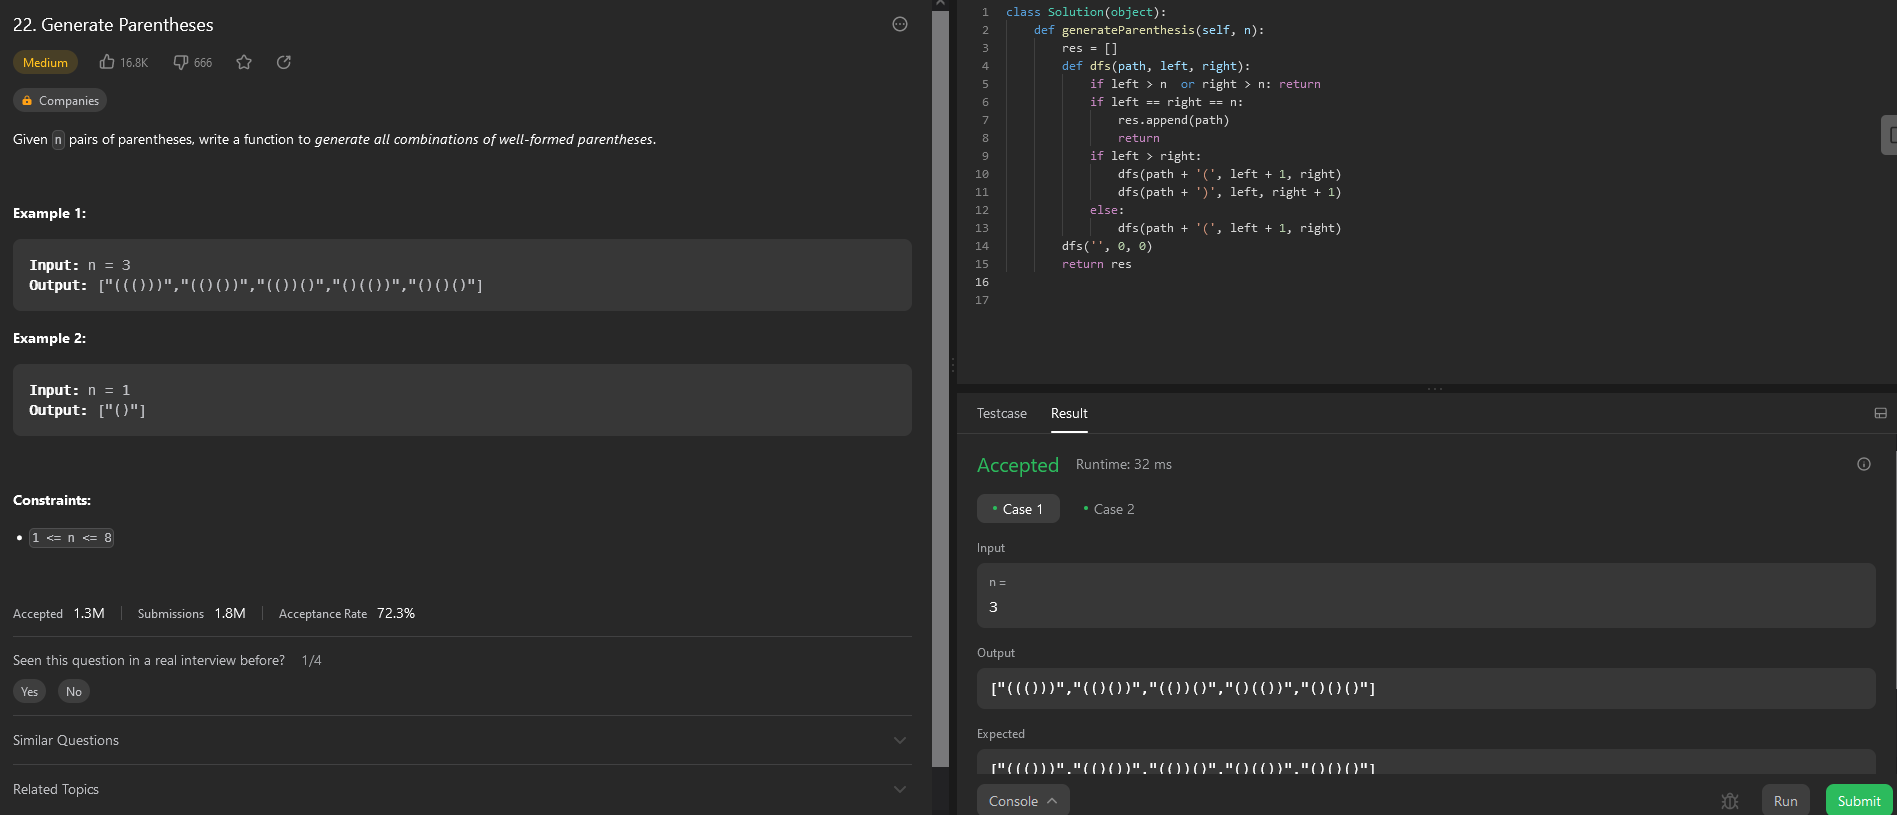 22. Generate Parentheses
Medium 16.8K 666
Companies
Given n pairs of parentheses, write a function to generate all combinations of well-formed parentheses.
Example 1:
Input: n = 3
Output: ["((()))","(()())","(())()","()(())","()()()"]
Example 2:
Input: n = 1
Output: ["()"]
Constraints:
• 1 <= n <= 8
Accepted 1.3M Submissions 1.8M Acceptance Rate 72.3%
Seen this question in a real interview before? 1/4
Yes No
Similar Questions
Related Topics
1 class Solution(object):
2     def generateParenthesis(self, n):
3         res = []
4         def dfs(path, left, right):
5             if left > n  or right > n: return
6             if left == right == n:
7                 res.append(path)
8                 return
9             if left > right:
10                 dfs(path + '(', left + 1, right)
11                 dfs(path + ')', left, right + 1)
12             else:
13                 dfs(path + '(', left + 1, right)
14         dfs('', 0, 0)
15         return res
16
17
Testcase Result
Accepted Runtime: 32 ms
• Case 1 • Case 2
Input
n =
3
Output
["((()))","(()())","(())()","()(())","()()()"]
Expected
["((()))","(()())","(())()","()(())","()()()"]
Console Run Submit